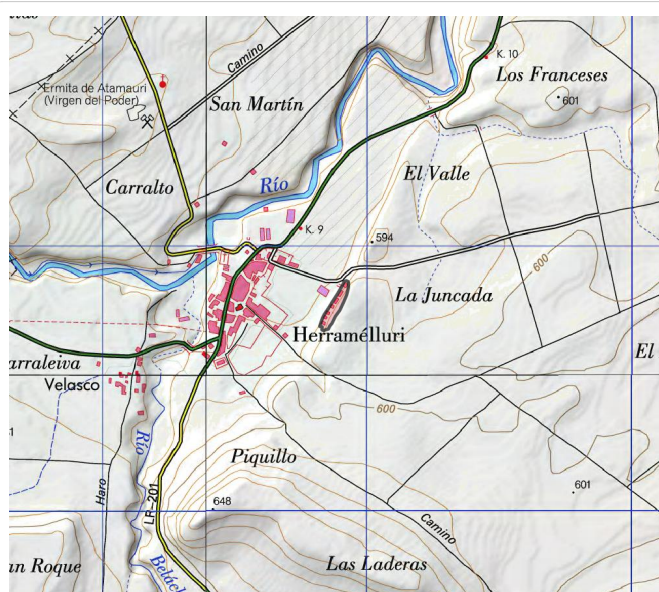 Camino
K. 10
Los Franceses
Ermita de Atamauri
(Virgen del Poder)
601
San Martín
Carralto
Río
El Valle
K. 9
594
600
La Juncada
Herramélluri
arraleiva
Velasco
El
600
Río
Piquillo
Haro
LR-201
648
601
Camino
an Roque
Las Laderas